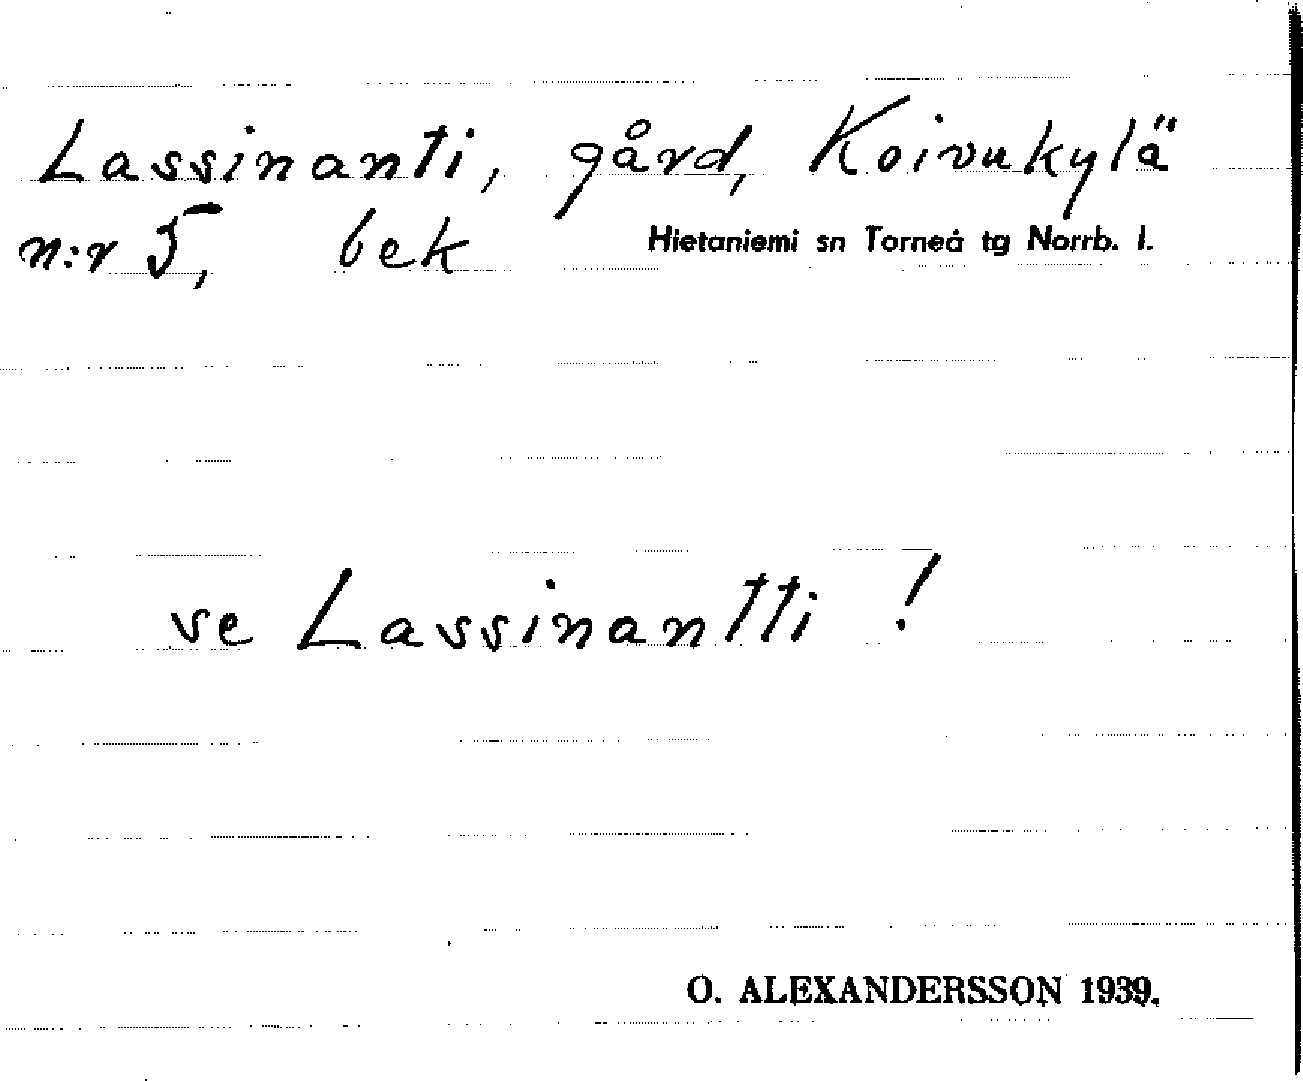 Lassinanti, gård, Koivukylä
n:r 5, bek Hietaniemi sn Torneå tg Norrb. l.
se Lassinantti !
O. ALEXANDERSSON 1939.